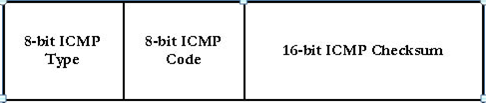 8-bit ICMP
Type
8-bit ICMP
Code
16-bit ICMP Checksum